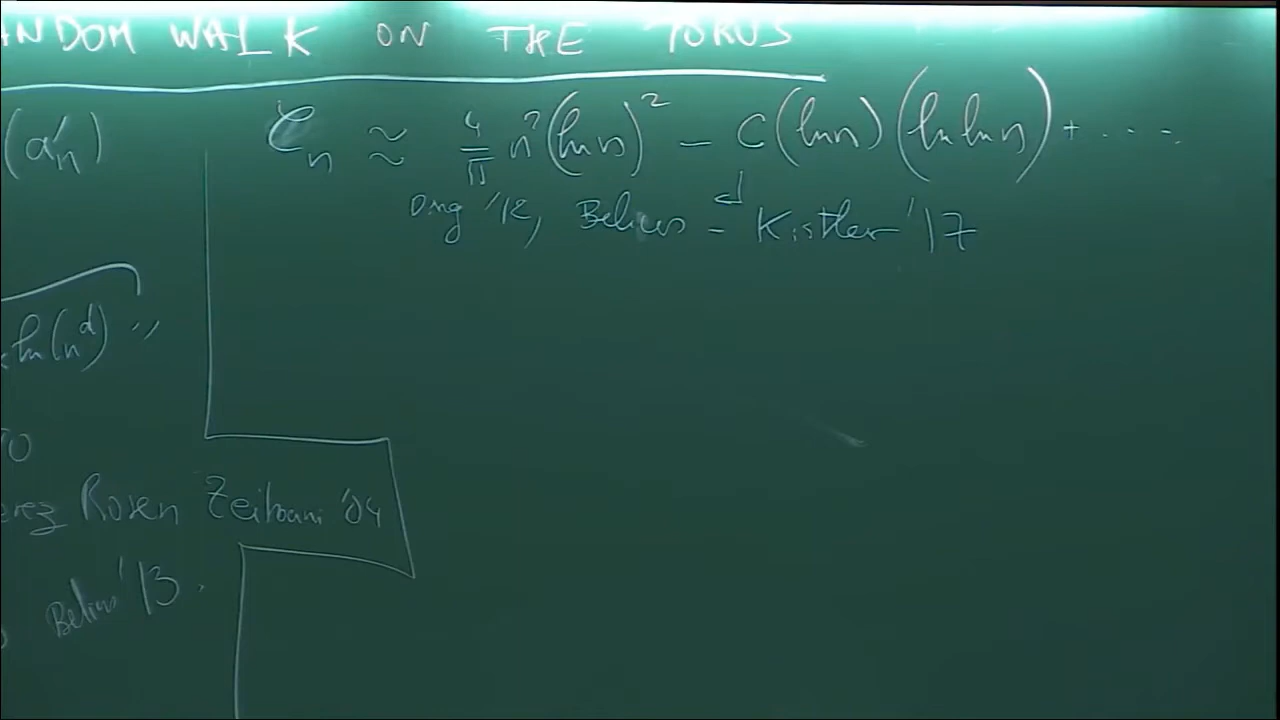 NDOM WALK ON THE TORUS
(α'n)
𝒞n ≈ 4/π n²(ln n)² − C(ln n)(ln ln n) + ....
Ding '12, Belius - Kistler '17
ln(n^d) "
Rosen Zeitouni '04
Belius '13.